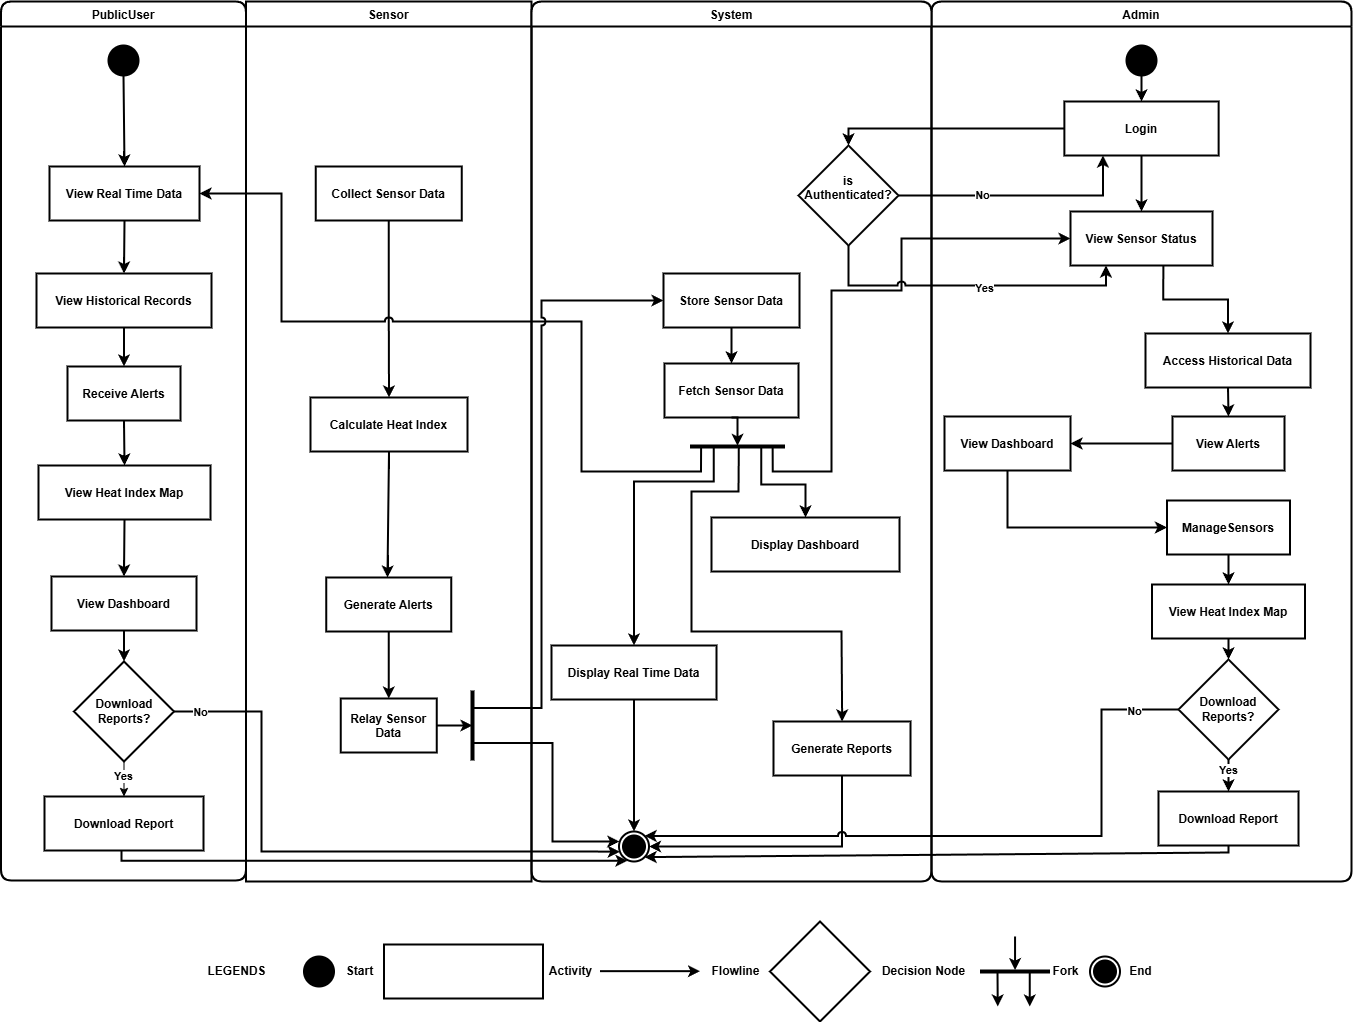 PublicUser
Sensor
System
Admin
Login
is
Authenticated?
No
Yes
View Real Time Data
Collect Sensor Data
View Sensor Status
View Historical Records
Store Sensor Data
Access Historical Data
Receive Alerts
Fetch Sensor Data
Calculate Heat Index
View Dashboard
View Alerts
View Heat Index Map
ManageSensors
Display Dashboard
View Dashboard
Generate Alerts
View Heat Index Map
Display Real Time Data
Download
Reports?
No
Yes
Relay Sensor
Data
Generate Reports
Download
Reports?
No
Yes
Download Report
Download Report
LEGENDS
Start
Activity
Flowline
Decision Node
Fork
End